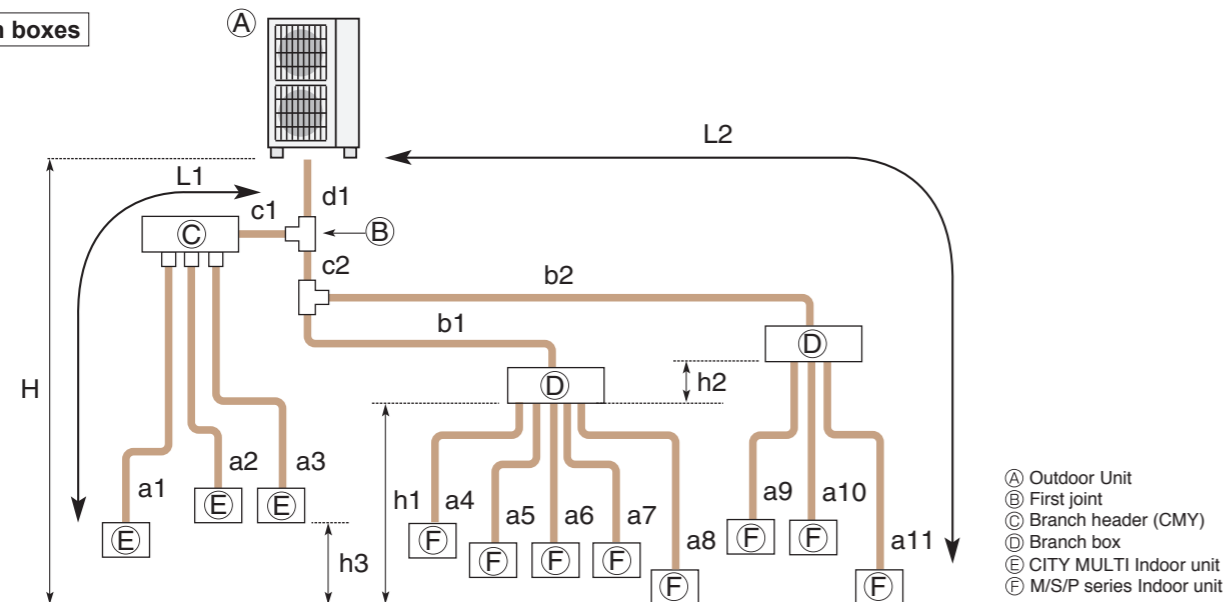 n boxes
Ⓐ
L2
L1
d1
c1
Ⓒ
Ⓑ
c2
b2
b1
Ⓓ
H
h2
Ⓓ
a1
a2
a3
h1
a4
a5
a6
a7
a8
a9
a10
a11
Ⓔ
Ⓔ
Ⓔ
h3
Ⓕ
Ⓕ
Ⓕ
Ⓕ
Ⓕ
Ⓕ
Ⓕ
Ⓕ
Ⓐ Outdoor Unit
Ⓑ First joint
Ⓒ Branch header (CMY)
Ⓓ Branch box
Ⓔ CITY MULTI Indoor unit
Ⓕ M/S/P series Indoor unit